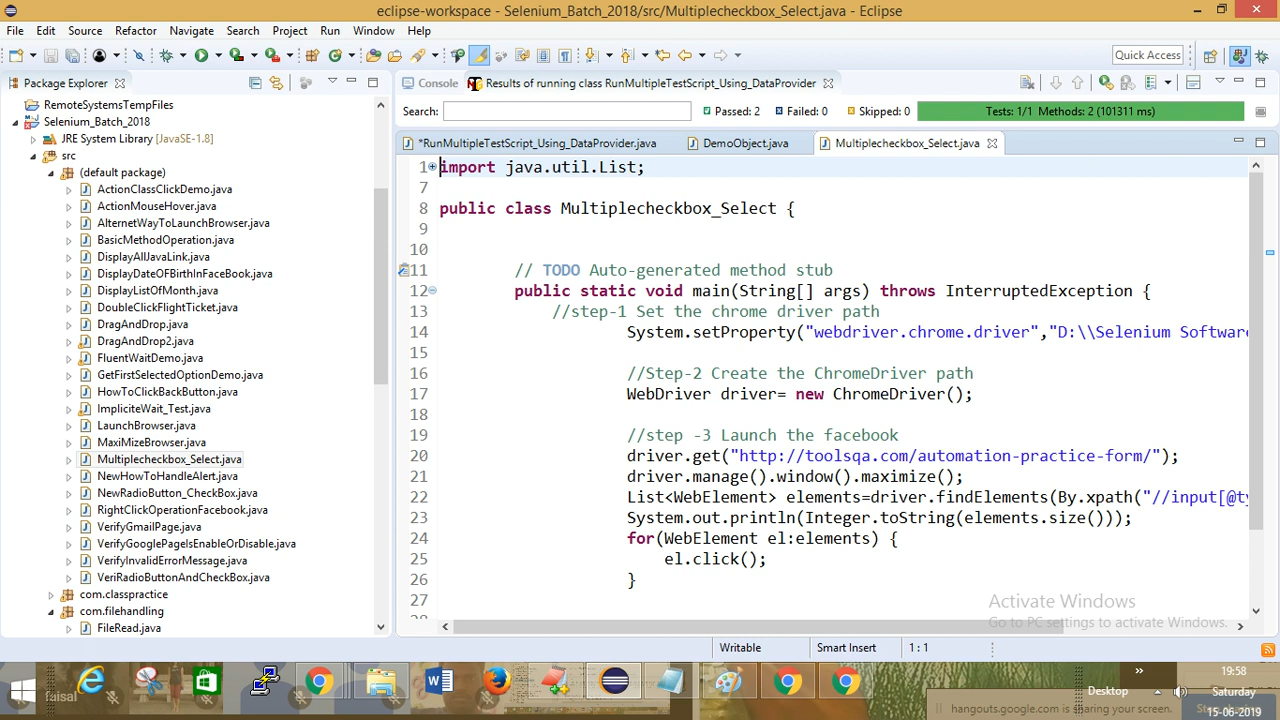 eclipse-workspace - Selenium_Batch_2018/src/Multiplecheckbox_Select.java - Eclipse
File Edit Source Refactor Navigate Search Project Run Window Help
Quick Access
Package Explorer
RemoteSystemsTempFiles
Selenium_Batch_2018
JRE System Library [JavaSE-1.8]
src
(default package)
ActionClassClickDemo.java
ActionMouseHover.java
AlternetWayToLaunchBrowser.java
BasicMethodOperation.java
DisplayAllJavaLink.java
DisplayDateOFBirthInFaceBook.java
DisplayListOfMonth.java
DoubleClickFlightTicket.java
DragAndDrop.java
DragAndDrop2.java
FluentWaitDemo.java
GetFirstSelectedOptionDemo.java
HowToClickBackButton.java
ImpliciteWait_Test.java
LaunchBrowser.java
MaxiMizeBrowser.java
Multiplecheckbox_Select.java
NewHowToHandleAlert.java
NewRadioButton_CheckBox.java
RightClickOperationFacebook.java
VerifyGmailPage.java
VerifyGooglePageIsEnableOrDisable.java
VerifyInvalidErrorMessage.java
VeriRadioButtonAndCheckBox.java
com.classpractice
com.filehandling
FileRead.java
Console Results of running class RunMultipleTestScript_Using_DataProvider
Search: Passed: 2 Failed: 0 Skipped: 0 Tests: 1/1 Methods: 2 (101311 ms)
*RunMultipleTestScript_Using_DataProvider.java DemoObject.java Multiplecheckbox_Select.java
1 import java.util.List;
7
8 public class Multiplecheckbox_Select {
9
10
11 // TODO Auto-generated method stub
12 public static void main(String[] args) throws InterruptedException {
13 //step-1 Set the chrome driver path
14 System.setProperty("webdriver.chrome.driver","D:\\Selenium Software
15
16 //Step-2 Create the ChromeDriver path
17 WebDriver driver= new ChromeDriver();
18
19 //step -3 Launch the facebook
20 driver.get("http://toolsqa.com/automation-practice-form/");
21 driver.manage().window().maximize();
22 List<WebElement> elements=driver.findElements(By.xpath("//input[@ty
23 System.out.println(Integer.toString(elements.size()));
24 for(WebElement el:elements) {
25 el.click();
26 }
27
Activate Windows
Go to PC settings to activate Windows.
Writable Smart Insert 1 : 1
faisal
Desktop
19:58
Saturday
15-06-2019
hangouts.google.com is sharing your screen.